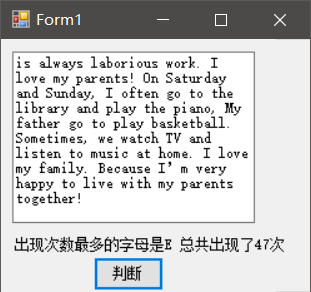 Form1
is always laborious work. I
love my parents! On Saturday
and Sunday, I often go to the
library and play the piano, My
father go to play basketball.
Sometimes, we watch TV and
listen to music at home. I love
my family. Because I’m very
happy to live with my parents
together!
出现次数最多的字母是E 总共出现了47次
判断